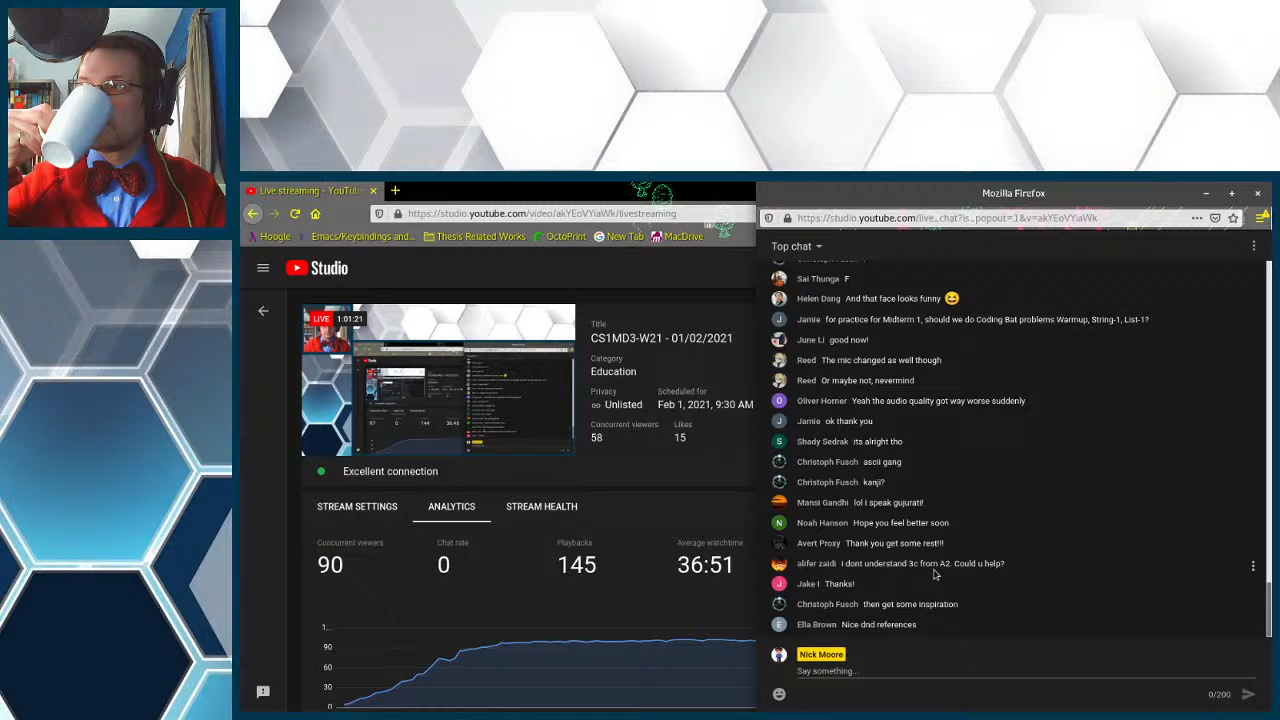 Live streaming - YouTub
https://studio.youtube.com/video/akYEoVYiaWk/livestreaming
Hoogle
Emacs/Keybindings and...
Thesis Related Works
OctoPrint
New Tab
MacDrive
Studio
LIVE 1:01:21
Title
CS1MD3-W21 - 01/02/2021
Category
Education
Privacy
Unlisted
Scheduled for
Feb 1, 2021, 9:30 AM
Concurrent viewers
58
Likes
15
Excellent connection
STREAM SETTINGS
ANALYTICS
STREAM HEALTH
Concurrent viewers
90
Chat rate
0
Playbacks
145
Average watchtime
36:51
1...
90
60
30
0
Mozilla Firefox
https://studio.youtube.com/live_chat?is_popout=1&v=akYEoVYiaWk
Top chat
Sai Thunga F
Helen Dang And that face looks funny 😆
Jamie for practice for Midterm 1, should we do Coding Bat problems Warmup, String-1, List-1?
June Li good now!
Reed The mic changed as well though
Reed Or maybe not, nevermind
Oliver Horner Yeah the audio quality got way worse suddenly
Jamie ok thank you
Shady Sedrak its alright tho
Christoph Fusch ascii gang
Christoph Fusch kanji?
Mansi Gandhi lol i speak gujurati!
Noah Hanson Hope you feel better soon
Avert Proxy Thank you get some rest!!!
alifer zaidi i dont understand 3c from A2. Could u help?
Jake I Thanks!
Christoph Fusch then get some inspiration
Ella Brown Nice dnd references
Nick Moore
Say something...
0/200